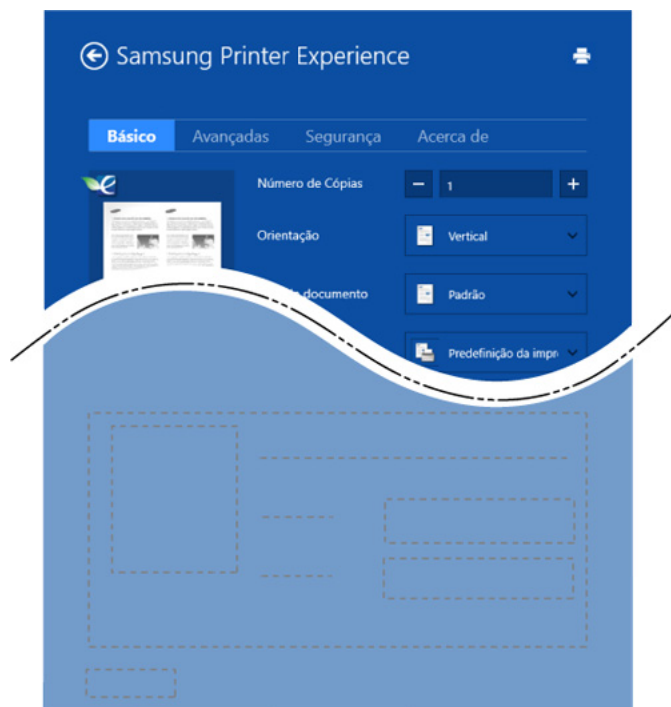 Samsung Printer Experience
Básico Avançadas Segurança Acerca de
Número de Cópias 1
Orientação Vertical
documento Padrão
Predefinição da impr